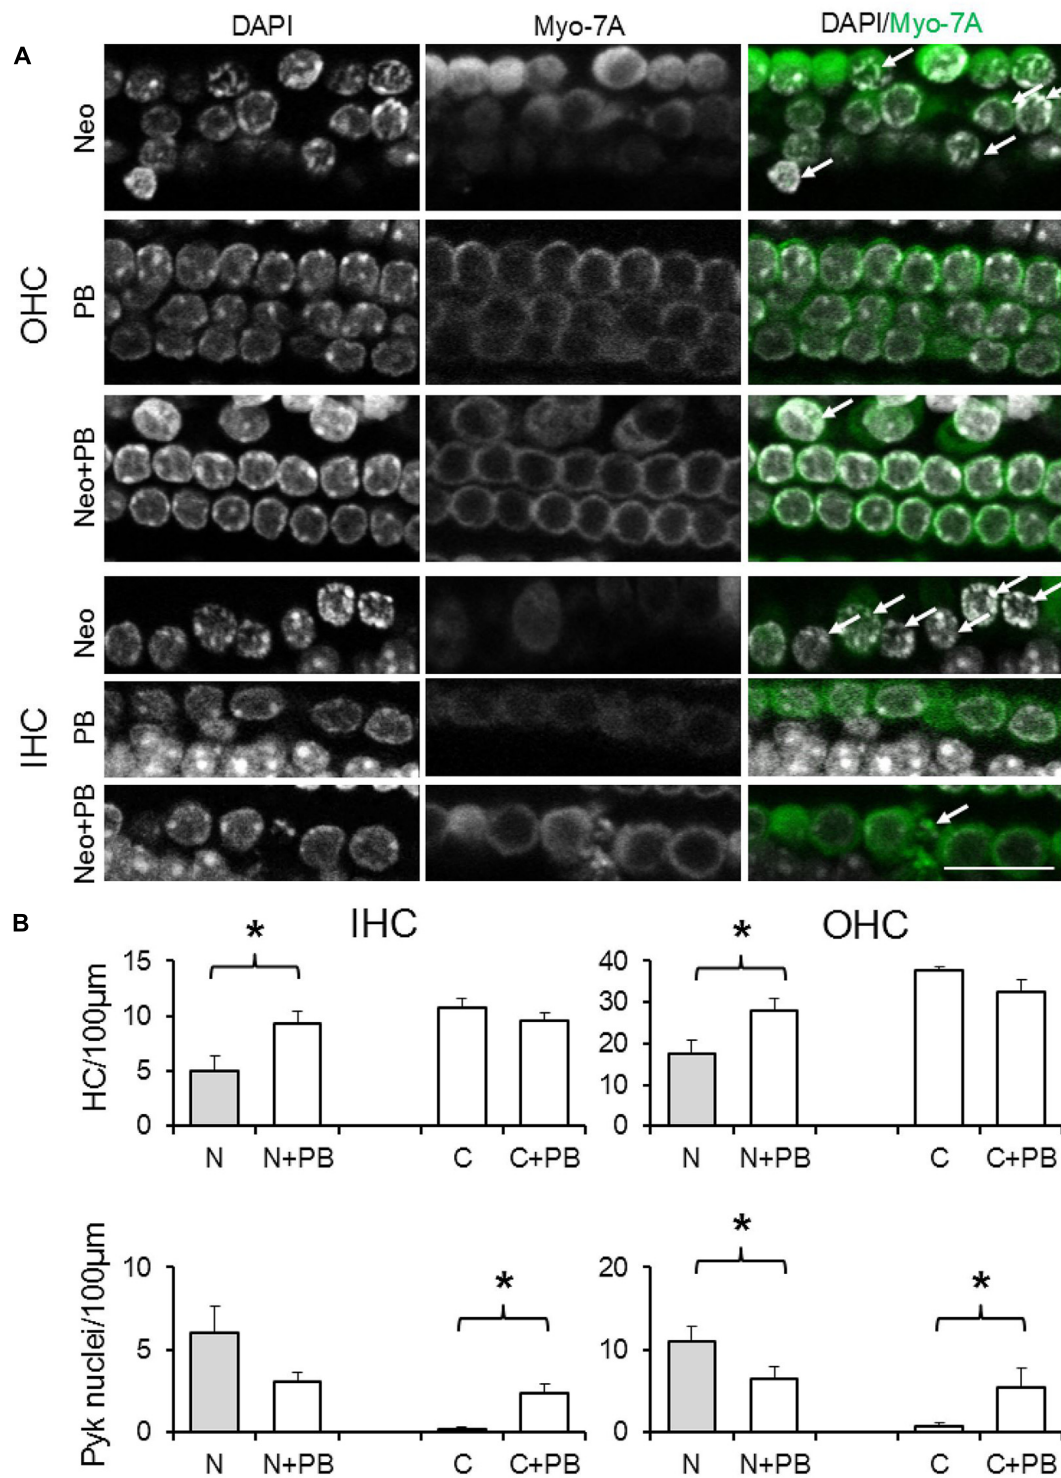 DAPI Myo-7A DAPI/Myo-7A
A
Neo
OHC
PB
Neo+PB
Neo
IHC
PB
Neo+PB
B
IHC OHC
* *
HC/100µm
15
10
5
0
N N+PB C C+PB
40
30
20
10
0
N N+PB C C+PB
Pyk nuclei/100µm
* * *
10
5
0
N N+PB C C+PB
20
10
0
N N+PB C C+PB